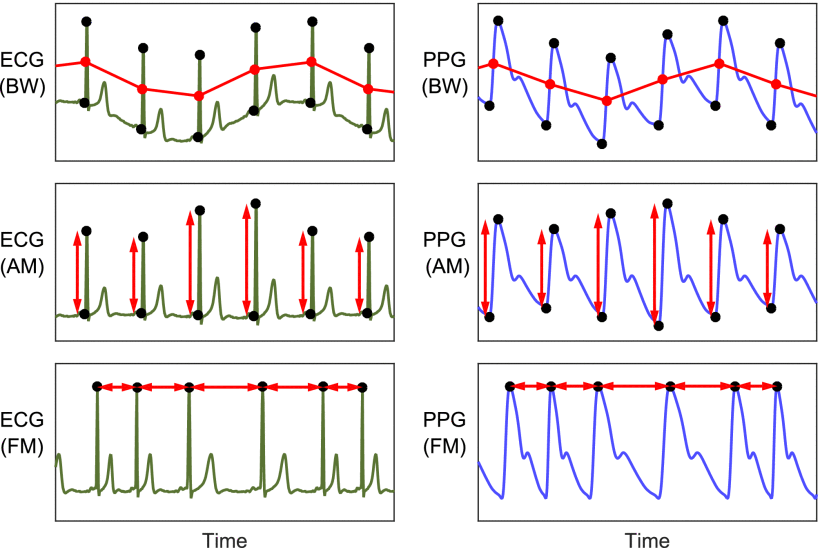 ECG
(BW)
PPG
(BW)
ECG
(AM)
PPG
(AM)
ECG
(FM)
PPG
(FM)
Time
Time